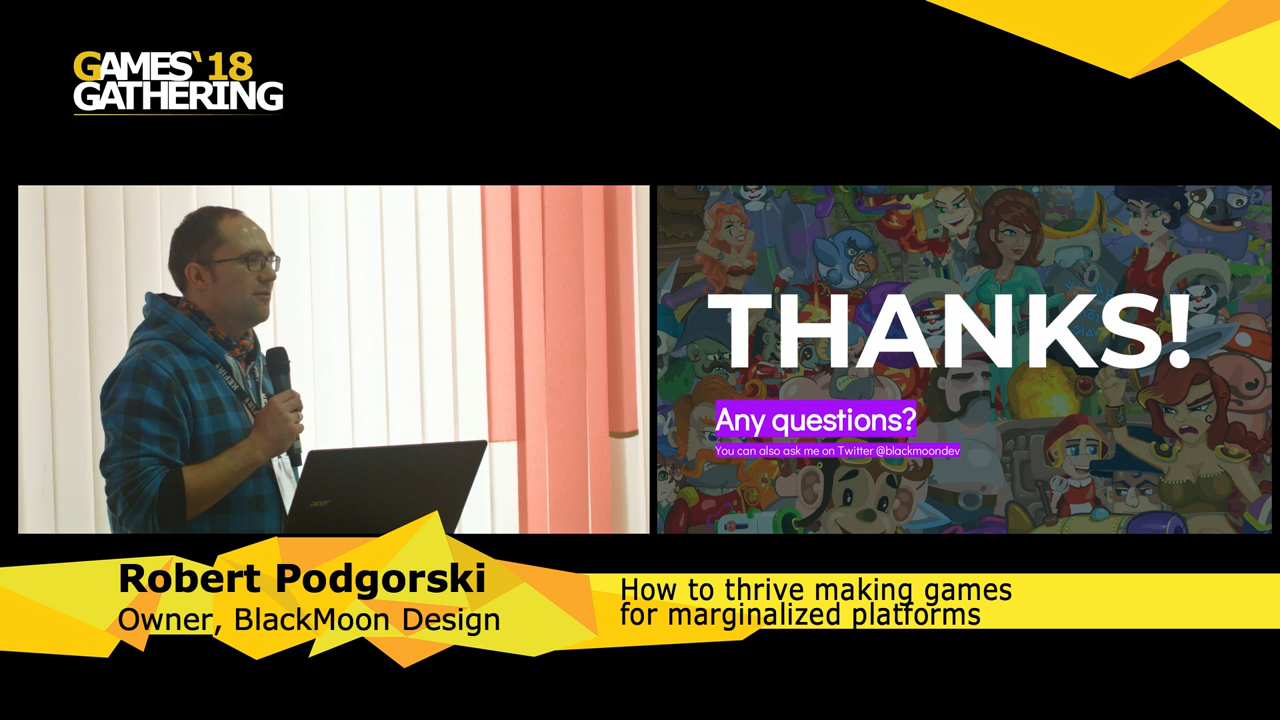 GAMES‘18
GATHERING
acer
THANKS!
Any questions?
You can also ask me on Twitter @blackmoondev
Robert Podgorski
Owner, BlackMoon Design
How to thrive making games
for marginalized platforms